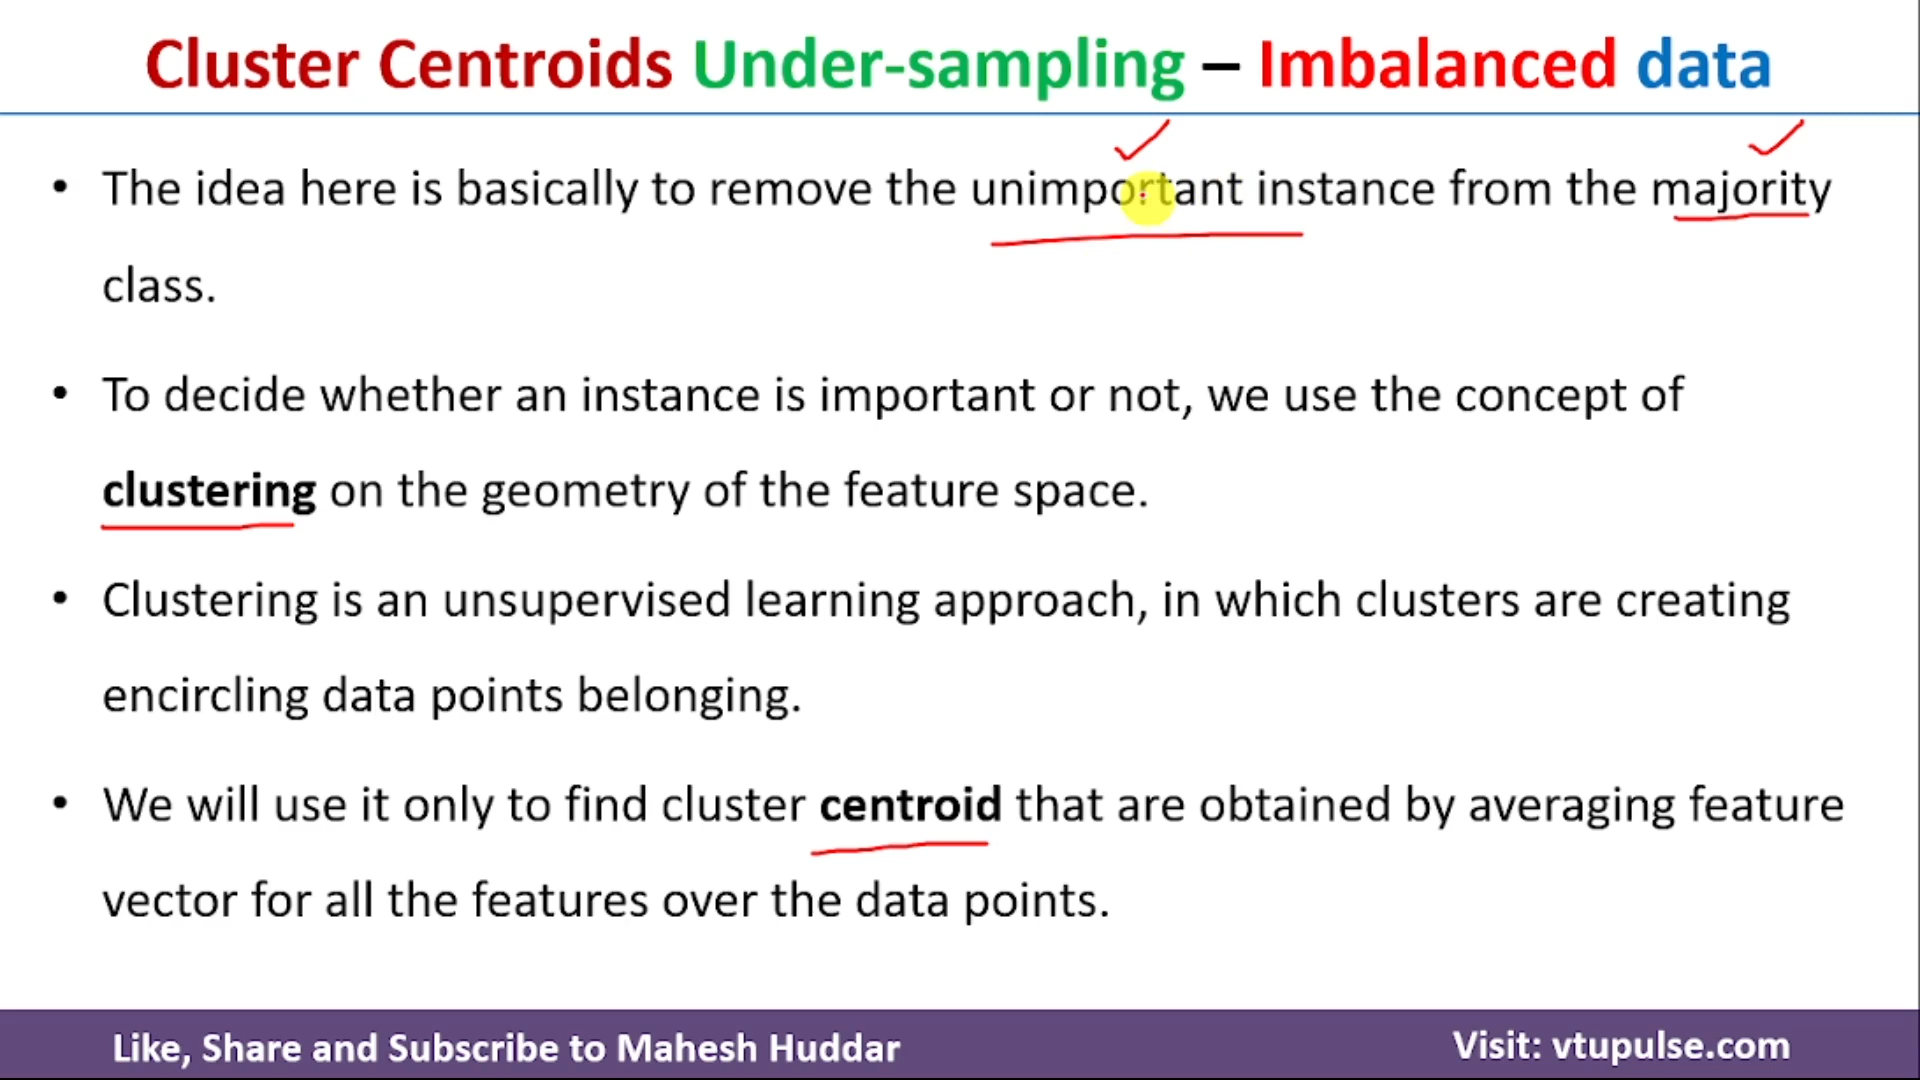 Cluster Centroids Under-sampling – Imbalanced data
• The idea here is basically to remove the unimportant instance from the majority
class.
• To decide whether an instance is important or not, we use the concept of
clustering on the geometry of the feature space.
• Clustering is an unsupervised learning approach, in which clusters are creating
encircling data points belonging.
• We will use it only to find cluster centroid that are obtained by averaging feature
vector for all the features over the data points.
Like, Share and Subscribe to Mahesh Huddar
Visit: vtupulse.com